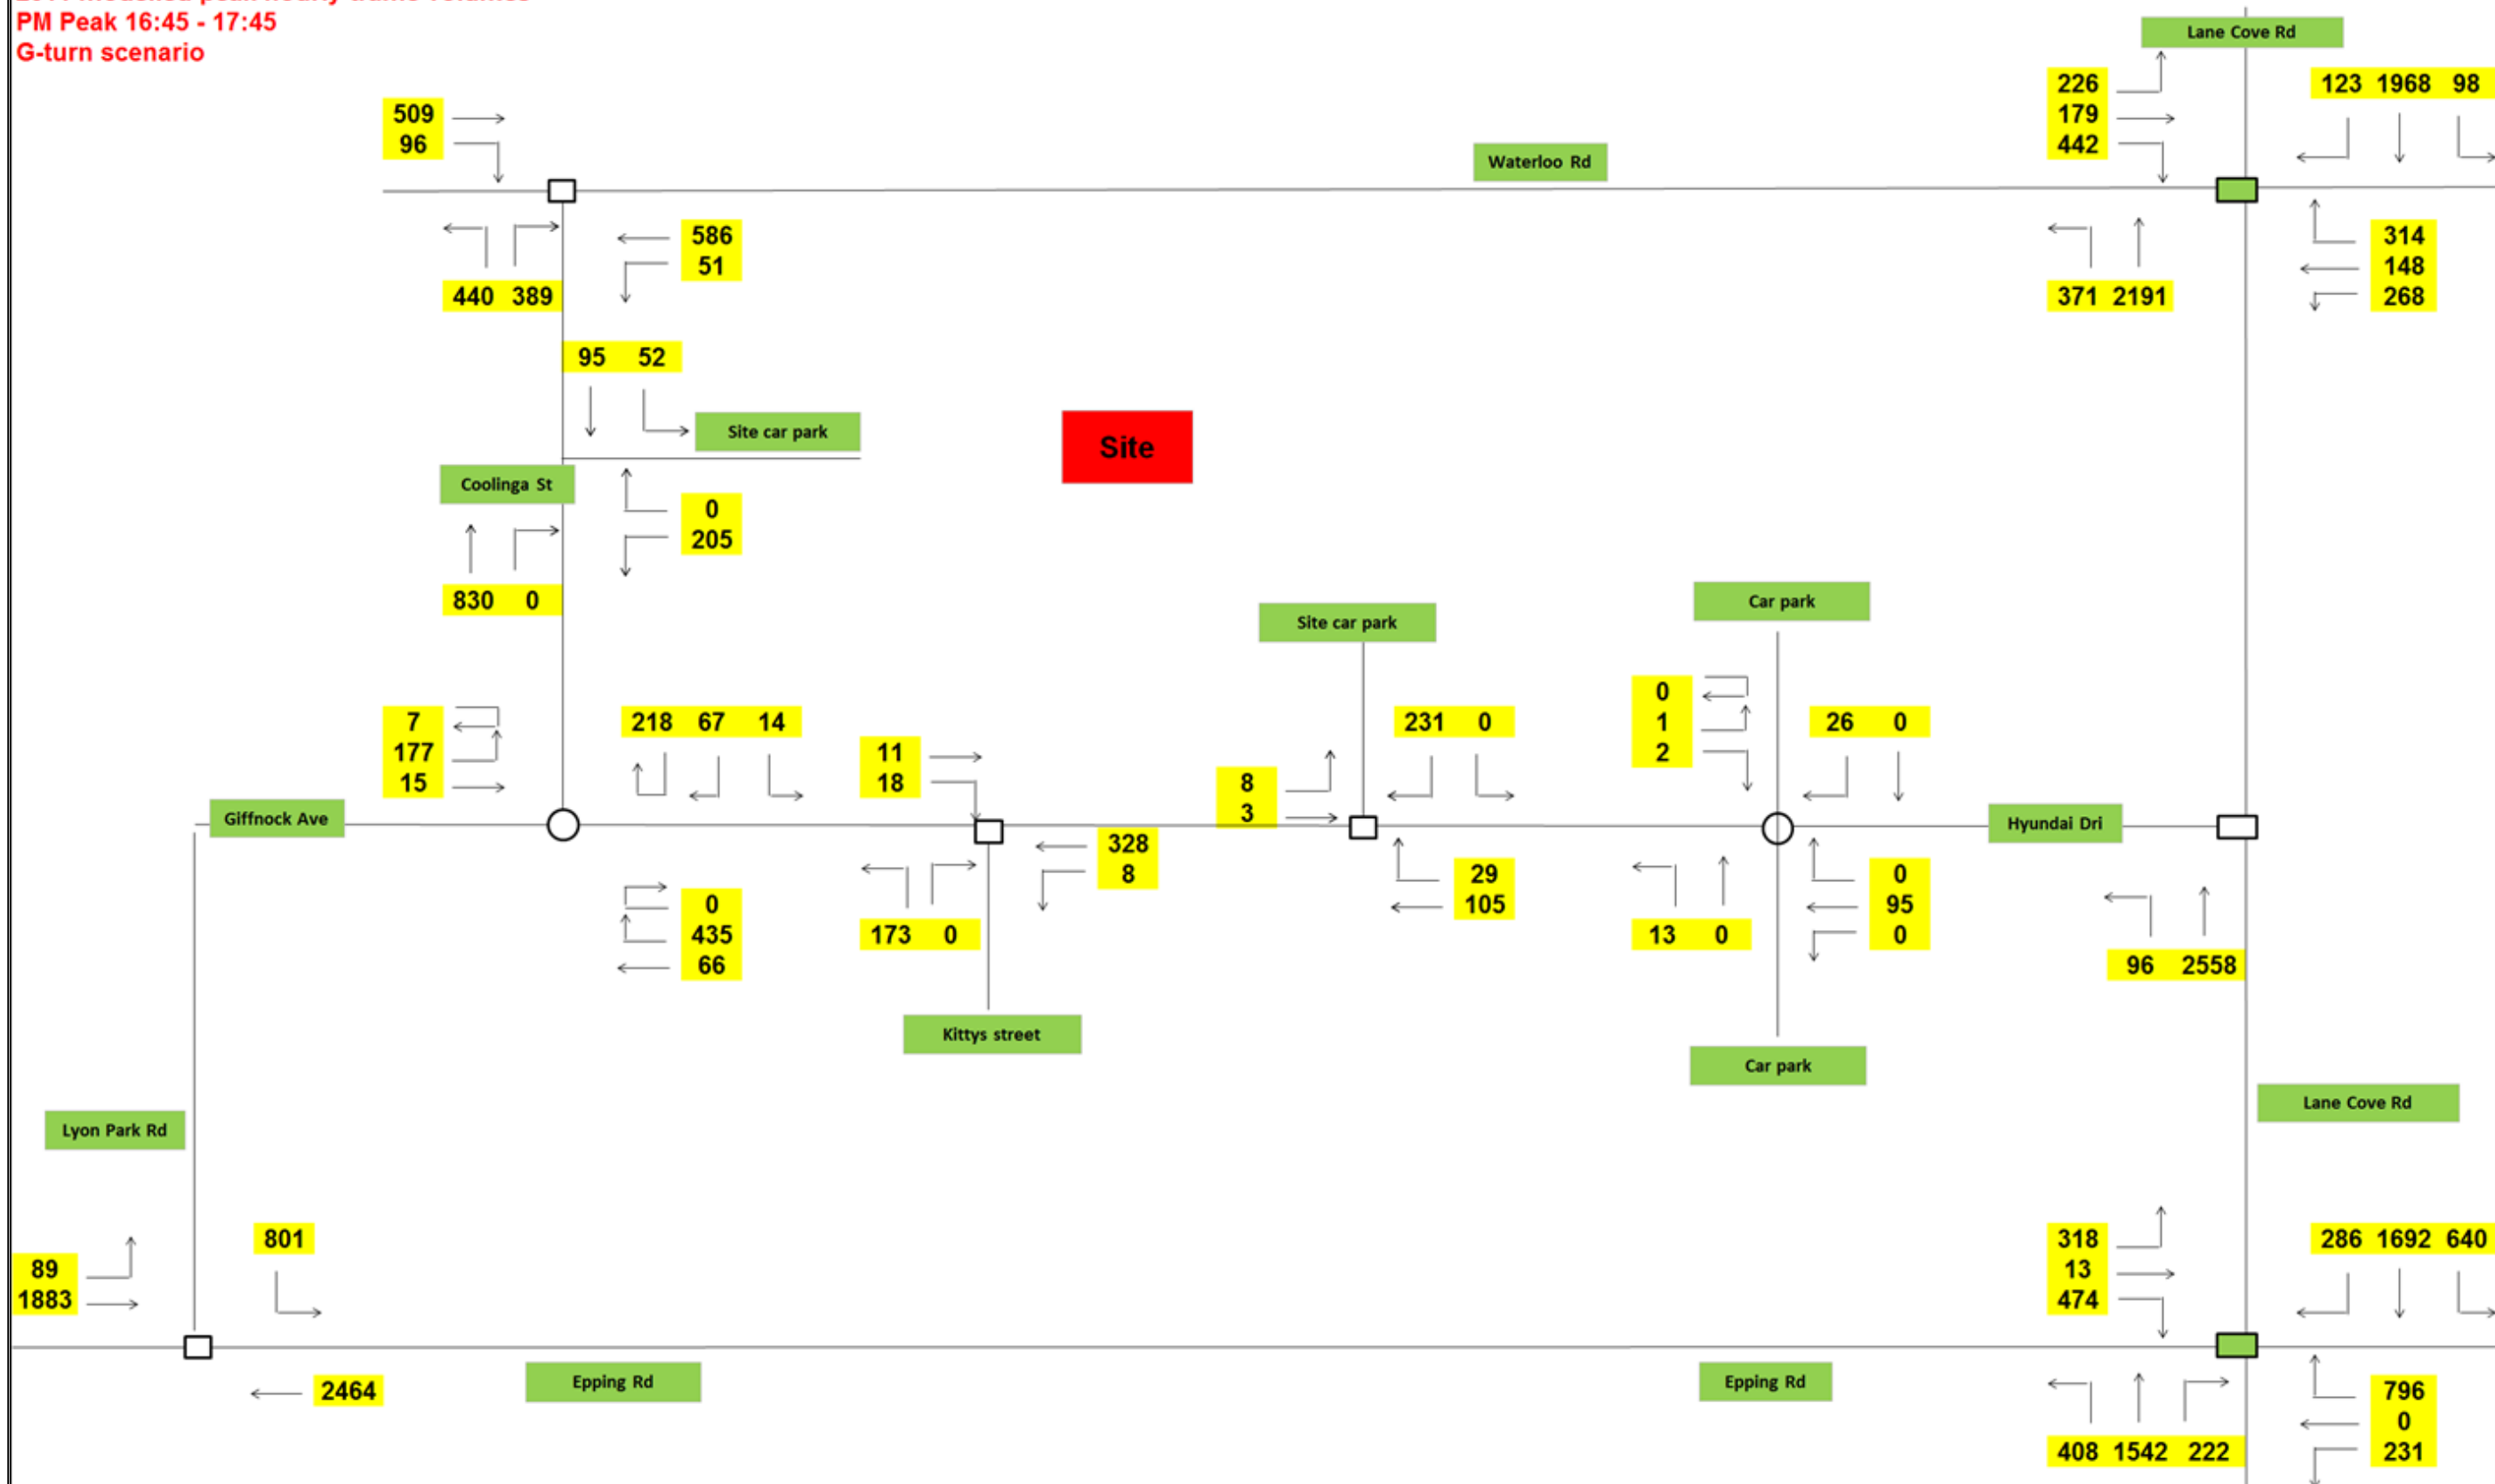 PM Peak 16:45 - 17:45
G-turn scenario
Lane Cove Rd
226
179
442
123 1968 98
509
96
Waterloo Rd
586
51
440 389
314
148
268
371 2191
95 52
Site car park
Site
Coolinga St
0
205
830 0
Site car park
Car park
7
177
15
218 67 14
11
18
8
3
231 0
0
1
2
26 0
Giffnock Ave
Hyundai Dri
328
8
29
105
0
95
0
0
435
66
173 0
13 0
96 2558
Kittys street
Car park
Lane Cove Rd
Lyon Park Rd
89
1883
801
318
13
474
286 1692 640
Epping Rd
Epping Rd
2464
796
0
231
408 1542 222